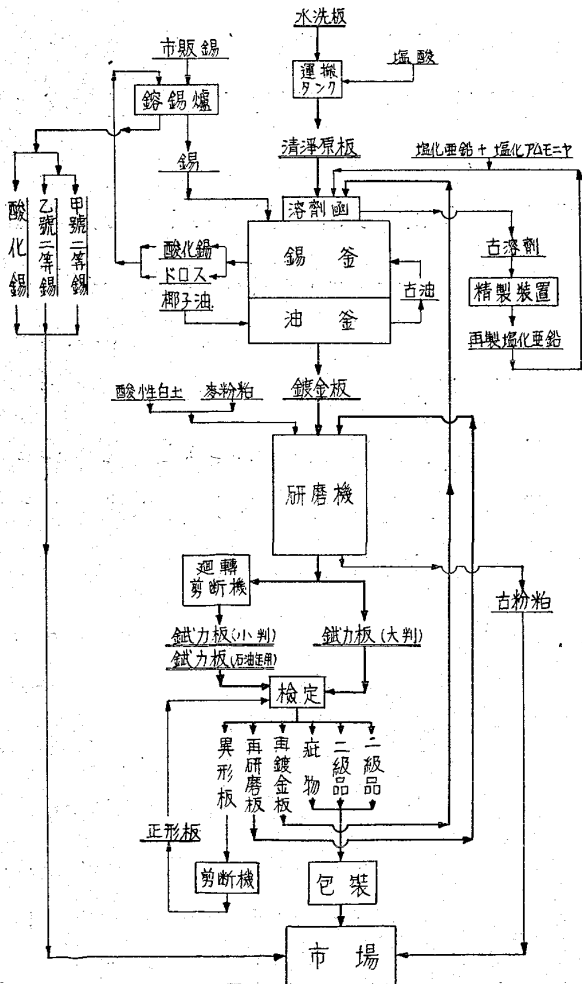 水洗板
市販錫
塩酸
運搬
タンク
鎔錫爐
錫
清淨原板
塩化亜鉛 + 塩化アムモニヤ
溶劑函
酸化錫
乙號二等錫
甲號二等錫
酸化錫
ドロス
椰子油
錫釜
油釜
古油
古溶劑
精製装置
再製塩化亜鉛
鍍金板
酸性白土
麥粉粕
研磨機
廻轉
剪断機
古粉粕
錻力板(小判)
錻力板(石油缶用)
錻力板(大判)
檢定
異形板
再研磨板
再鍍金板
疵物
二級品
二級品
正形板
剪断機
包裝
市場